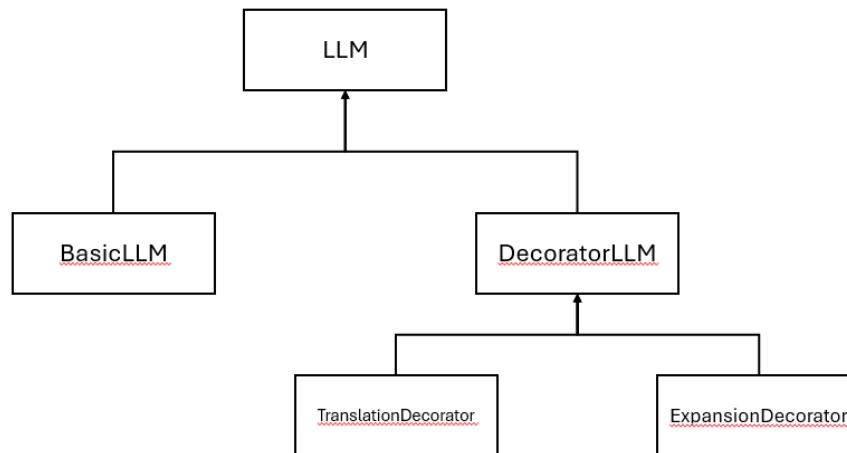 LLM
BasicLLM
DecoratorLLM
TranslationDecorator
ExpansionDecorator